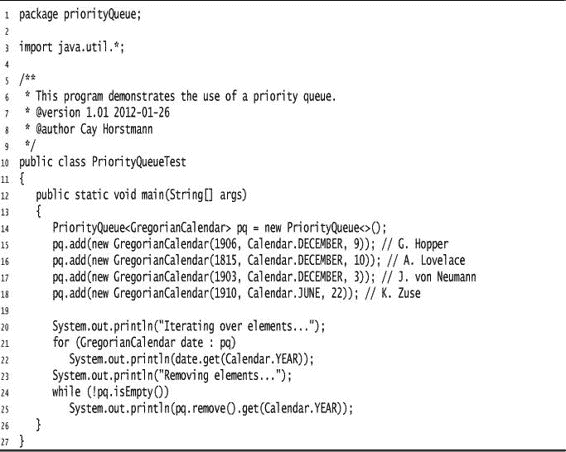 1 package priorityQueue;
2
3 import java.util.*;
4
5 /**
6  * This program demonstrates the use of a priority queue.
7  * @version 1.01 2012-01-26
8  * @author Cay Horstmann
9  */
10 public class PriorityQueueTest
11 {
12    public static void main(String[] args)
13    {
14       PriorityQueue<GregorianCalendar> pq = new PriorityQueue<>();
15       pq.add(new GregorianCalendar(1906, Calendar.DECEMBER, 9)); // G. Hopper
16       pq.add(new GregorianCalendar(1815, Calendar.DECEMBER, 10)); // A. Lovelace
17       pq.add(new GregorianCalendar(1903, Calendar.DECEMBER, 3)); // J. von Neumann
18       pq.add(new GregorianCalendar(1910, Calendar.JUNE, 22)); // K. Zuse
19
20       System.out.println("Iterating over elements...");
21       for (GregorianCalendar date : pq)
22          System.out.println(date.get(Calendar.YEAR));
23       System.out.println("Removing elements...");
24       while (!pq.isEmpty())
25          System.out.println(pq.remove().get(Calendar.YEAR));
26    }
27 }